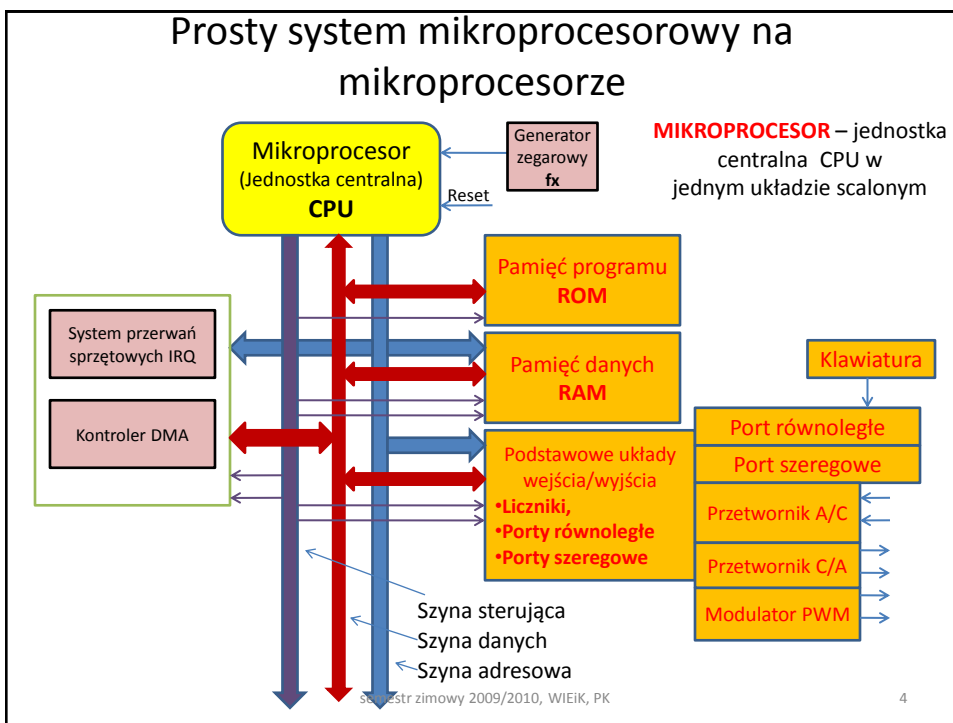 Prosty system mikroprocesorowy na
mikroprocesorze
Mikroprocesor
(Jednostka centralna)
CPU
Generator
zegarowy
fx
Reset
MIKROPROCESOR – jednostka
centralna CPU w
jednym układzie scalonym
Pamięć programu
ROM
System przerwań
sprzętowych IRQ
Pamięć danych
RAM
Klawiatura
Kontroler DMA
Podstawowe układy
wejścia/wyjścia
•Liczniki,
•Porty równoległe
•Porty szeregowe
Port równoległe
Port szeregowe
Przetwornik A/C
Przetwornik C/A
Modulator PWM
Szyna sterująca
Szyna danych
Szyna adresowa
semestr zimowy 2009/2010, WIEiK, PK
4